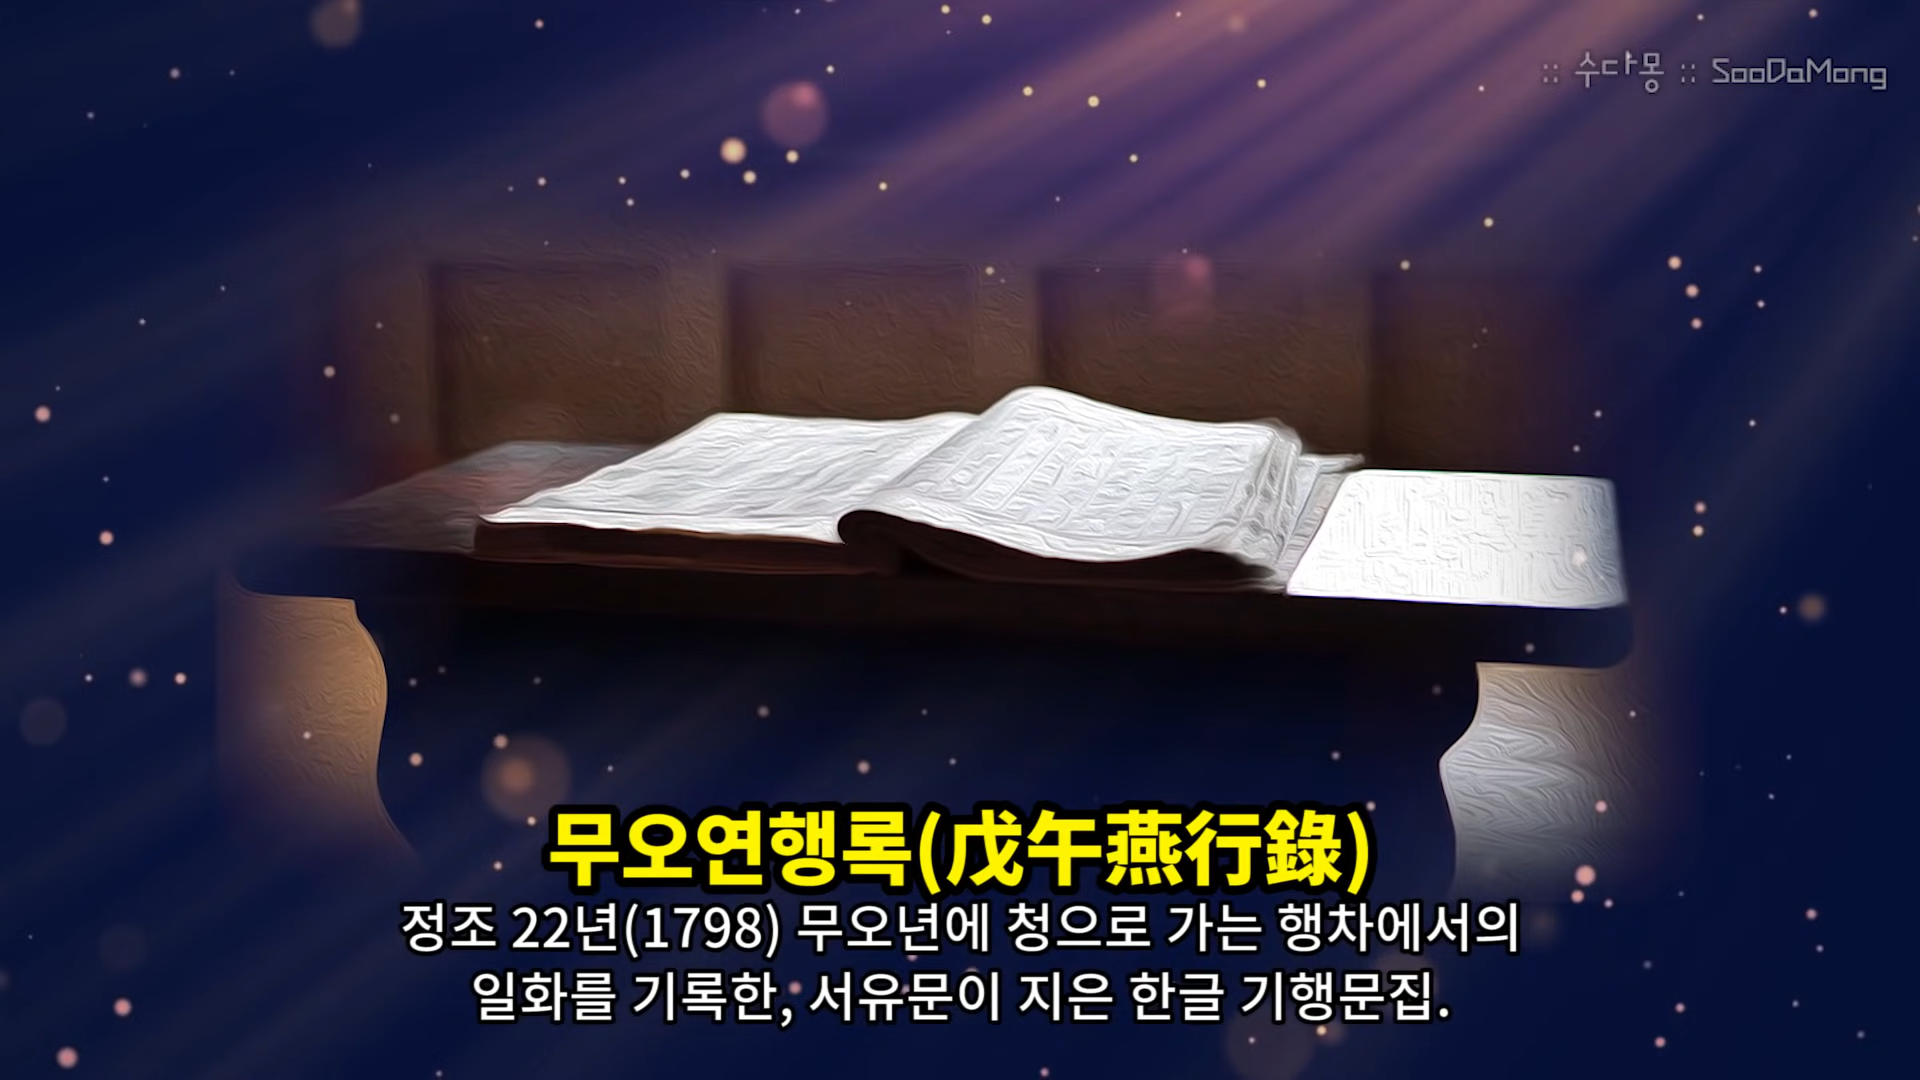 :: 수다몽 :: SooDaMong
무오연행록(戊午燕行錄)
정조 22년(1798) 무오년에 청으로 가는 행차에서의
일화를 기록한, 서유문이 지은 한글 기행문집.